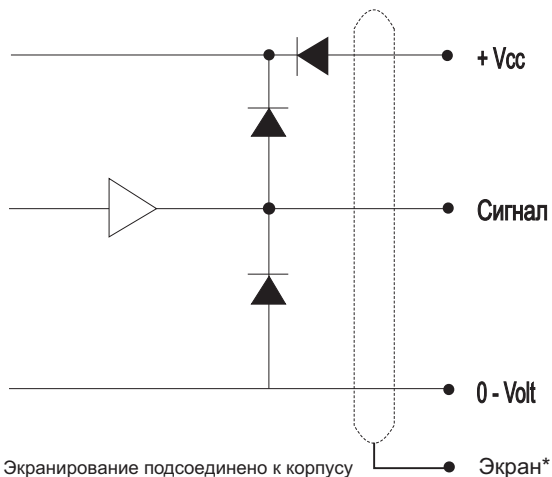 + Vcc
Сигнал
0 - Volt
Экранирование подсоединено к корпусу Экран*